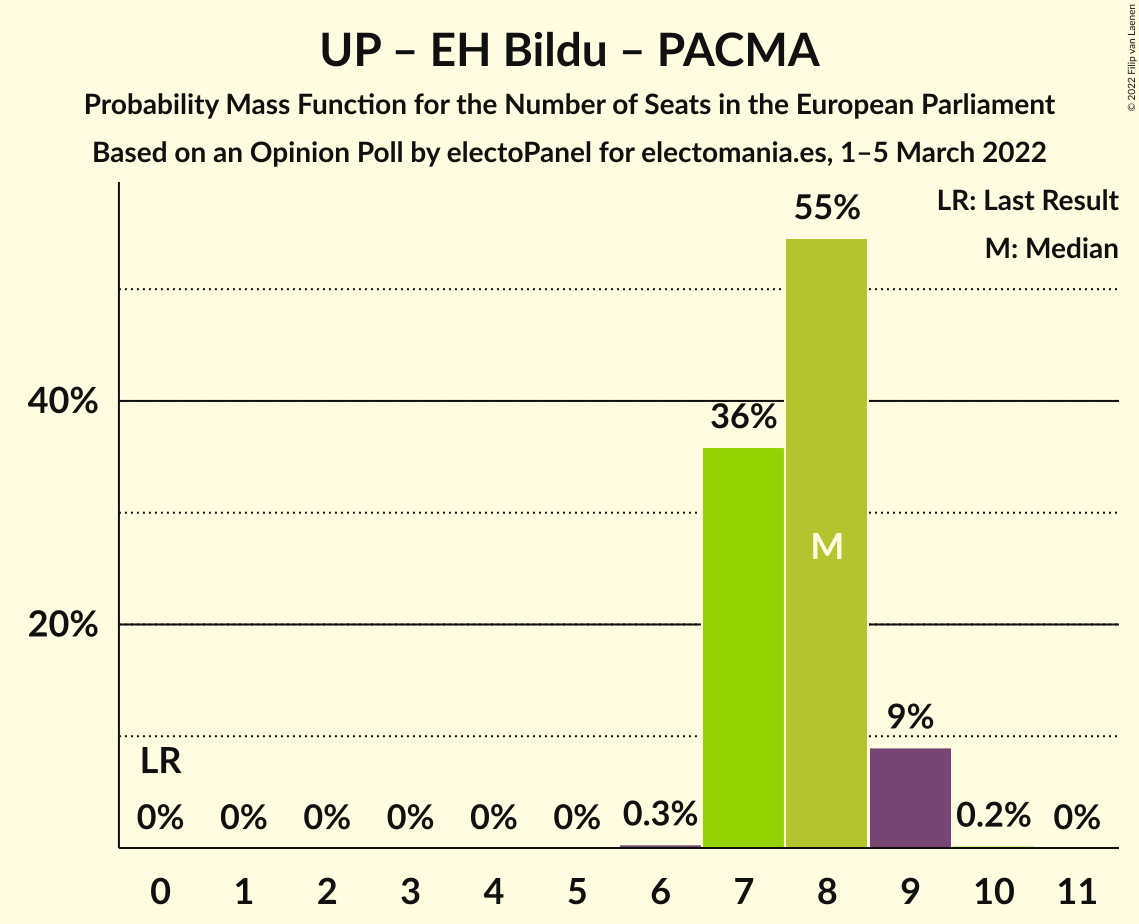 UP – EH Bildu – PACMA
Probability Mass Function for the Number of Seats in the European Parliament
Based on an Opinion Poll by electoPanel for electomania.es, 1–5 March 2022
© 2022 Filip van Laenen
LR: Last Result
M: Median
55%
40%
36%
M
20%
9%
LR
0% 0% 0% 0% 0% 0% 0.3% 0.2% 0%
0 1 2 3 4 5 6 7 8 9 10 11